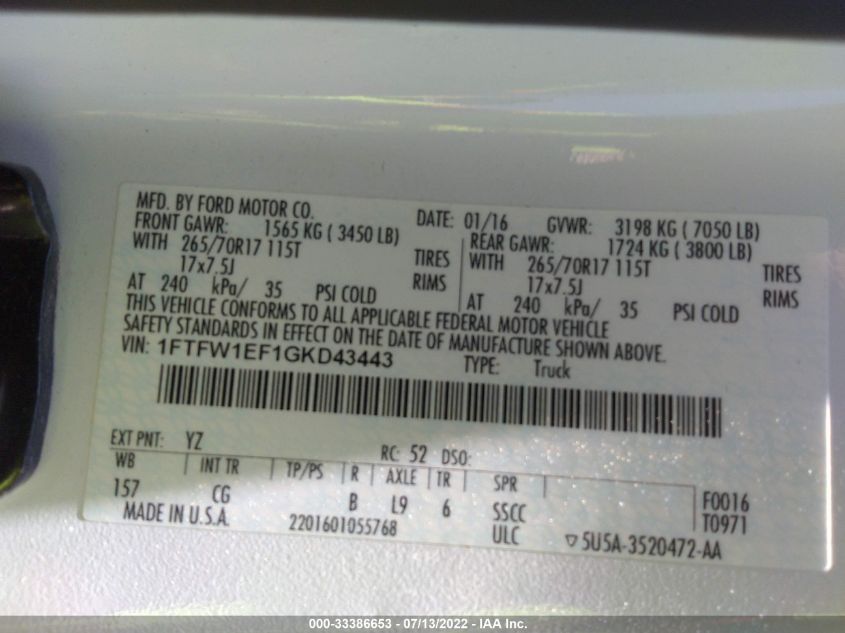 MFD. BY FORD MOTOR CO.
DATE: 01/16 GVWR: 3198 KG ( 7050 LB)
FRONT GAWR: 1565 KG ( 3450 LB)
REAR GAWR: 1724 KG ( 3800 LB)
WITH 265/70R17 115T TIRES
WITH 265/70R17 115T TIRES
17x7.5J RIMS
17x7.5J RIMS
AT 240 kPa/ 35 PSI COLD
AT 240 kPa/ 35 PSI COLD
THIS VEHICLE CONFORMS TO ALL APPLICABLE FEDERAL MOTOR VEHICLE
SAFETY STANDARDS IN EFFECT ON THE DATE OF MANUFACTURE SHOWN ABOVE.
VIN: 1FTFW1EF1GKD43443 TYPE: Truck
EXT PNT: YZ RC: 52 DSO:
WB INT TR TP/PS R AXLE TR SPR
157 CG B L9 6 SSCC F0016
T0971
MADE IN U.S.A. 2201601055768 ULC ▽5U5A-3520472-AA
000-33386653 - 07/13/2022 - IAA Inc.